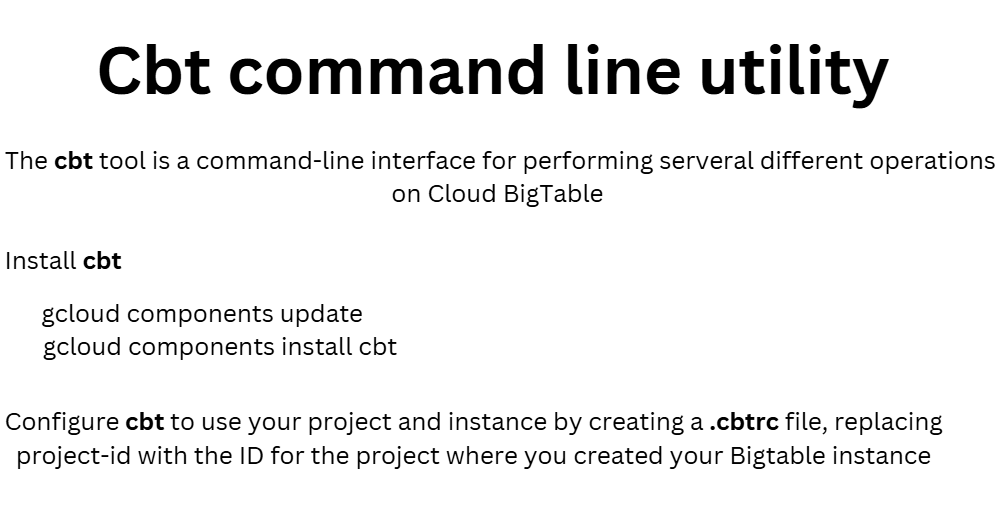 Cbt command line utility
The cbt tool is a command-line interface for performing serveral different operations
on Cloud BigTable
Install cbt
gcloud components update
gcloud components install cbt
Configure cbt to use your project and instance by creating a .cbtrc file, replacing
project-id with the ID for the project where you created your Bigtable instance